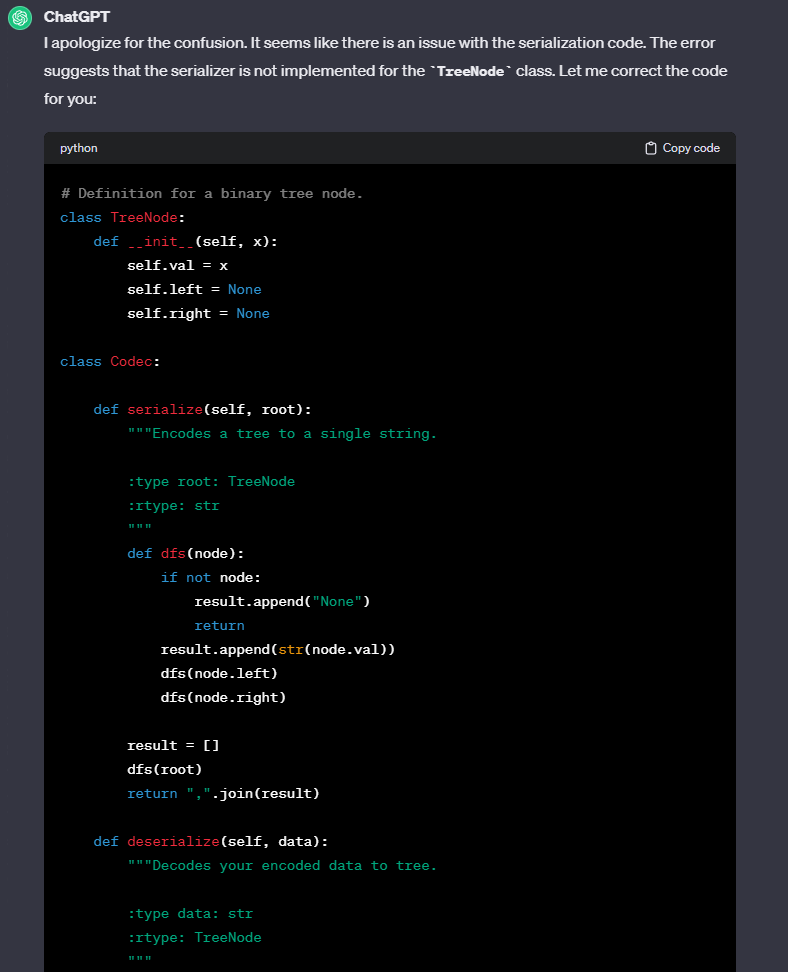 ChatGPT
I apologize for the confusion. It seems like there is an issue with the serialization code. The error
suggests that the serializer is not implemented for the `TreeNode` class. Let me correct the code
for you:
python
Copy code
# Definition for a binary tree node.
class TreeNode:
    def __init__(self, x):
        self.val = x
        self.left = None
        self.right = None
class Codec:
    def serialize(self, root):
        """Encodes a tree to a single string.
        :type root: TreeNode
        :rtype: str
        """
        def dfs(node):
            if not node:
                result.append("None")
                return
            result.append(str(node.val))
            dfs(node.left)
            dfs(node.right)
        result = []
        dfs(root)
        return ",".join(result)
    def deserialize(self, data):
        """Decodes your encoded data to tree.
        :type data: str
        :rtype: TreeNode
        """